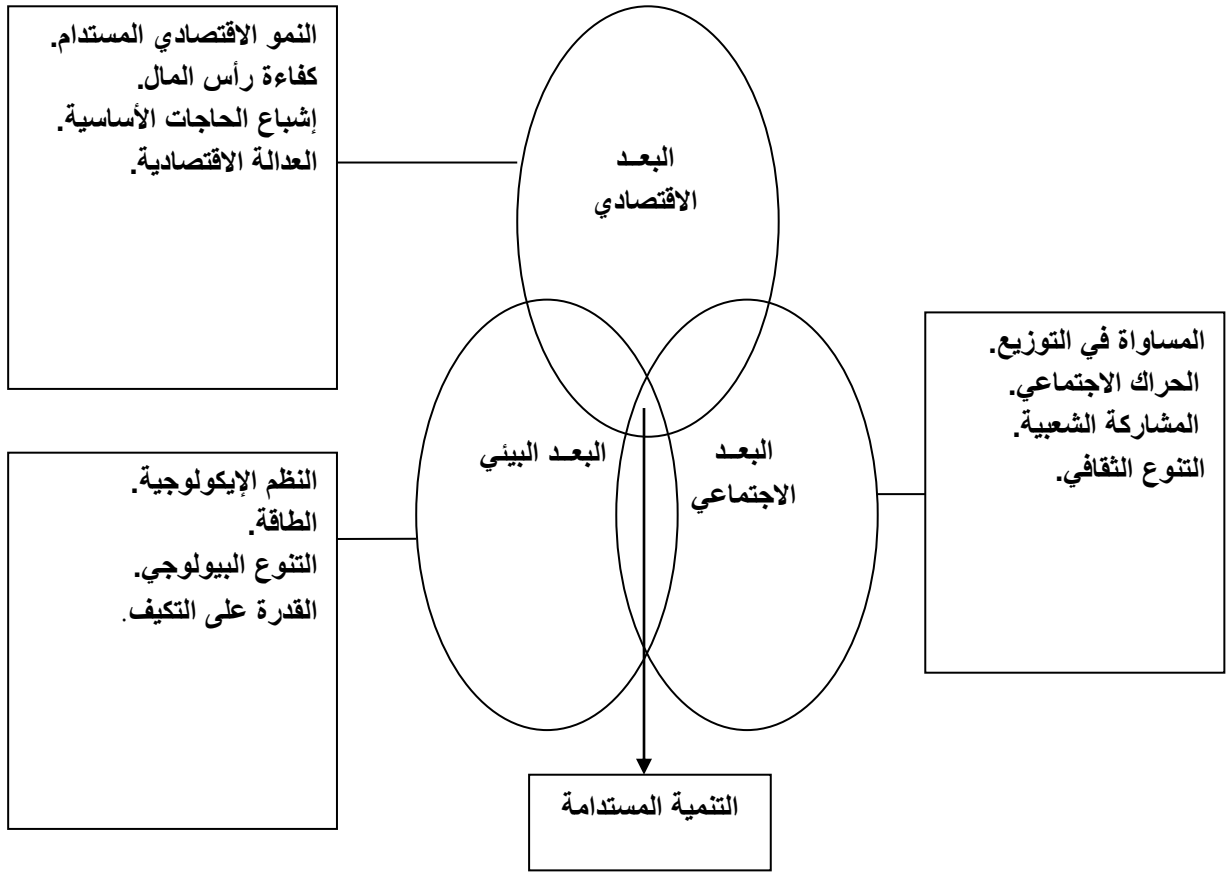 النمو الاقتصادي المستدام.
كفاءة رأس المال.
إشباع الحاجات الأساسية.
العدالة الاقتصادية.
البعـد
الاقتصادي
المساواة في التوزيع.
الحراك الاجتماعي.
المشاركة الشعبية.
التنوع الثقافي.
البعـد
الاجتماعي
البعـد البيئي
النظم الإيكولوجية.
الطاقة.
التنوع البيولوجي.
القدرة على التكيف.
التنمية المستدامة